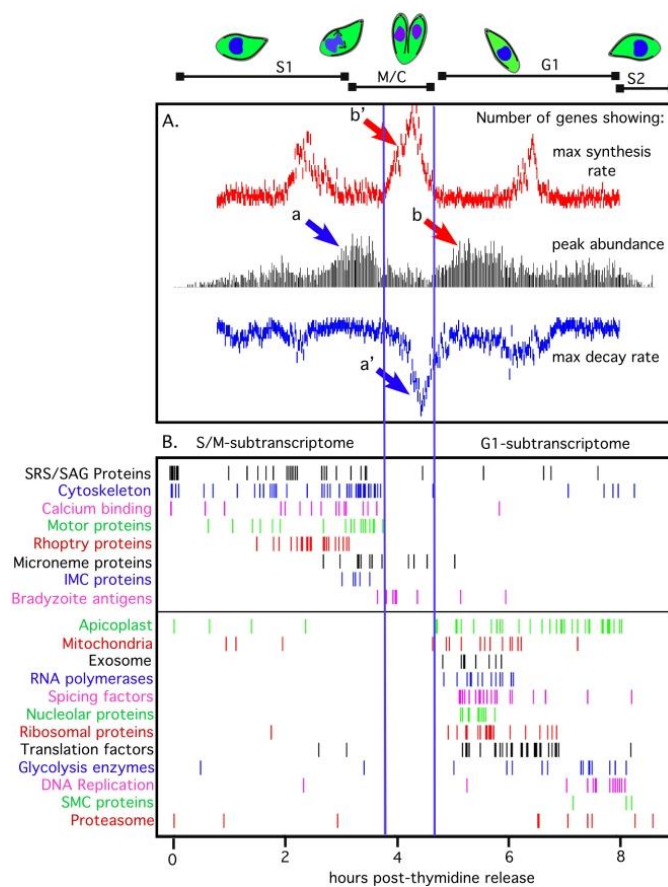 S1
M/C
G1
S2
A.
Number of genes showing:
b'
max synthesis
rate
a
b
peak abundance
max decay rate
a'
B.
S/M-subtranscriptome
G1-subtranscriptome
SRS/SAG Proteins
Cytoskeleton
Calcium binding
Motor proteins
Rhoptry proteins
Microneme proteins
IMC proteins
Bradyzoite antigens
Apicoplast
Mitochondria
Exosome
RNA polymerases
Spicing factors
Nucleolar proteins
Ribosomal proteins
Translation factors
Glycolysis enzymes
DNA Replication
SMC proteins
Proteasome
0 2 4 6 8
hours post-thymidine release